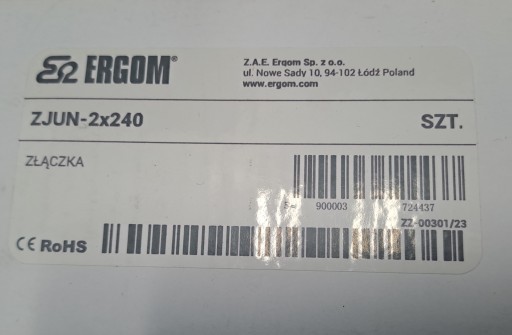 ERGOM®
Z.A.E. Ergom Sp. z o.o.
ul. Nowe Sady 10, 94-102 Łódź Poland
www.ergom.com
ZJUN-2x240 SZT.
ZŁĄCZKA
900003 724437
ZZ-00301/23
CE RoHS